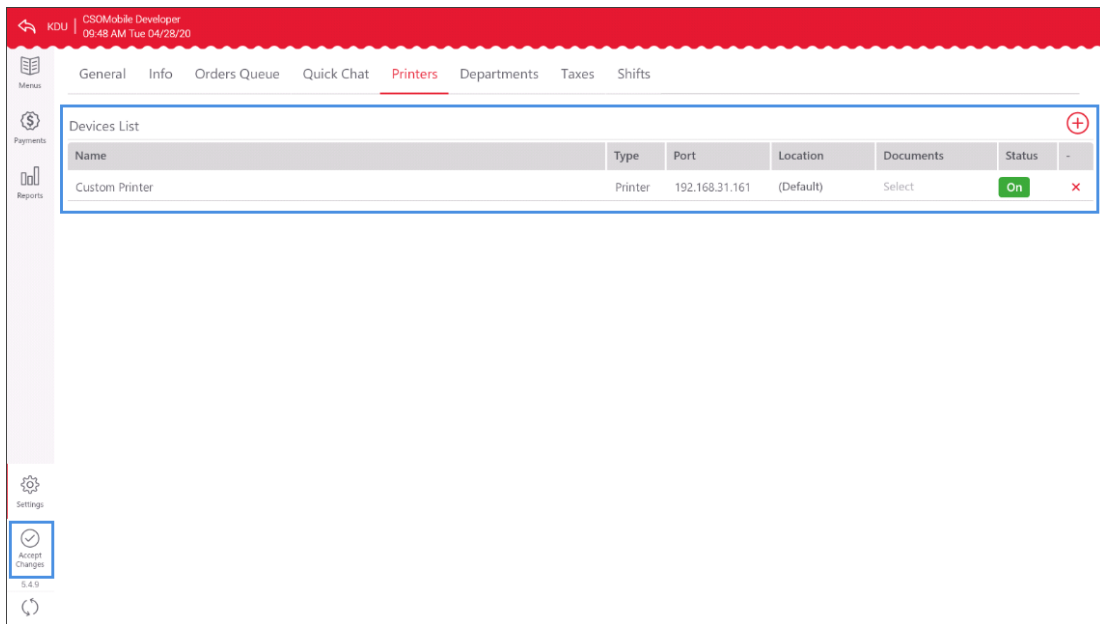 KDU
CSOMobile Developer
09:48 AM Tue 04/28/20
Menus
Payments
Reports
General Info Orders Queue Quick Chat Printers Departments Taxes Shifts
Devices List
Name Type Port Location Documents Status -
Custom Printer Printer 192.168.31.161 (Default) Select On
Settings
Accept
Changes
5.4.9